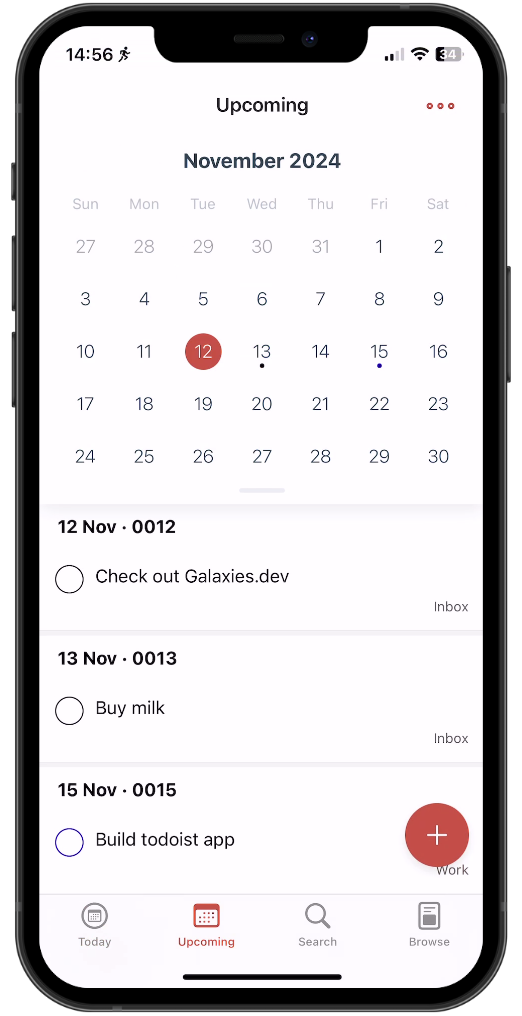 14:56 34
Upcoming
November 2024
Sun Mon Tue Wed Thu Fri Sat
27 28 29 30 31 1 2
3 4 5 6 7 8 9
10 11 12 13 14 15 16
17 18 19 20 21 22 23
24 25 26 27 28 29 30
12 Nov · 0012
Check out Galaxies.dev
Inbox
13 Nov · 0013
Buy milk
Inbox
15 Nov · 0015
Build todoist app
+
Work
Today Upcoming Search Browse